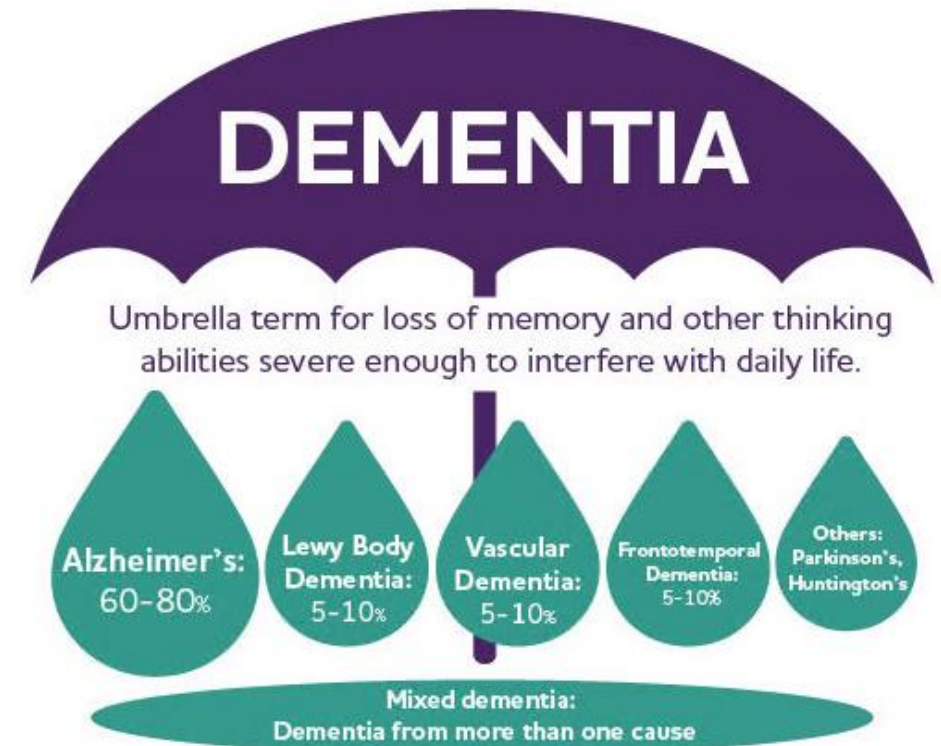 DEMENTIA
Umbrella term for loss of memory and other thinking
abilities severe enough to interfere with daily life.
Alzheimer's:
60-80%
Lewy Body
Dementia:
5-10%
Vascular
Dementia:
5-10%
Frontotemporal
Dementia:
5-10%
Others:
Parkinson's,
Huntington's
Mixed dementia:
Dementia from more than one cause